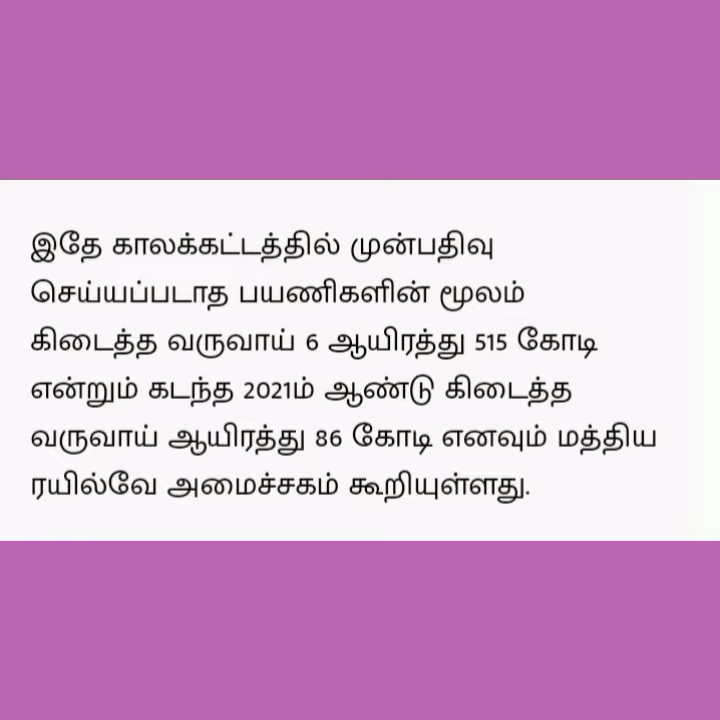 இதே காலக்கட்டத்தில் முன்பதிவு
செய்யப்படாத பயணிகளின் மூலம்
கிடைத்த வருவாய் 6 ஆயிரத்து 515 கோடி
என்றும் கடந்த 2021ம் ஆண்டு கிடைத்த
வருவாய் ஆயிரத்து 86 கோடி எனவும் மத்திய
ரயில்வே அமைச்சகம் கூறியுள்ளது.